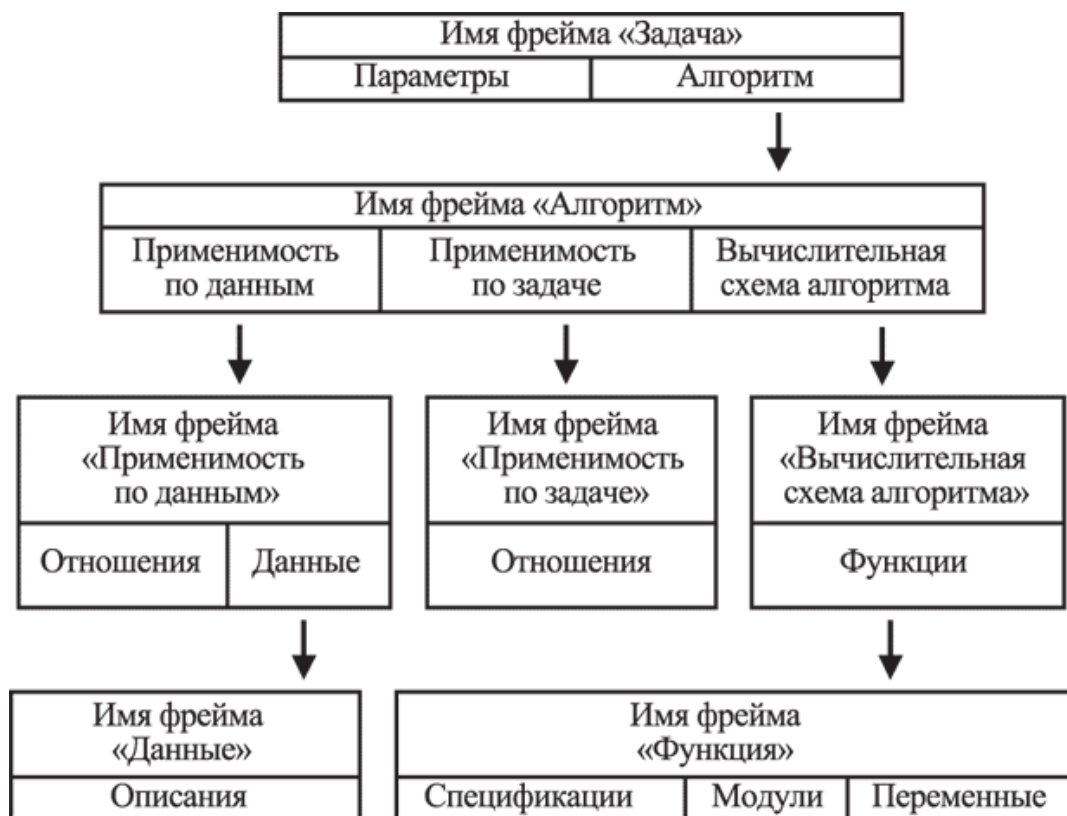 Имя фрейма «Задача»
Параметры
Алгоритм
Имя фрейма «Алгоритм»
Применимость
по данным
Применимость
по задаче
Вычислительная
схема алгоритма
Имя фрейма
«Применимость
по данным»
Отношения
Данные
Имя фрейма
«Применимость
по задаче»
Отношения
Имя фрейма
«Вычислительная
схема алгоритма»
Функции
Имя фрейма
«Данные»
Описания
Имя фрейма
«Функция»
Спецификации
Модули
Переменные